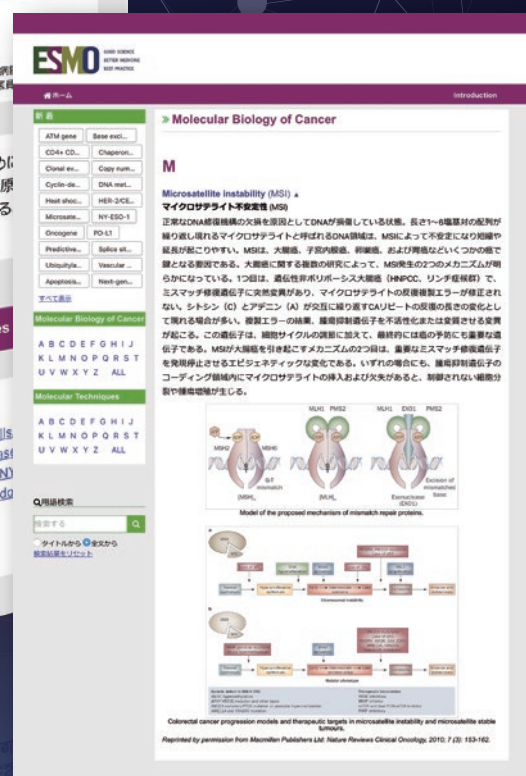 ESMO
GOOD SCIENCE
BETTER MEDICINE
BEST PRACTICE
ホーム
Introduction
新着
ATM gene
Base exci...
CD4+ CD...
Chaperon...
Clonal ev...
Copy num...
Cyclin-de...
DNA met...
Heat shoc...
HER-2/CE...
Microsate...
NY-ESO-1
Oncogene
PD-L1
Predictive...
Splice sit...
Ubiquityla...
Vascular ...
Apoptosis...
Next-gen...
すべて表示
Molecular Biology of Cancer
A B C D E F G H I J
K L M N O P Q R S T
U V W X Y Z ALL
Molecular Techniques
A B C D E F G H I J
K L M N O P Q R S T
U V W X Y Z ALL
用語検索
検索する
タイトルから 全文から
検索結果をリセット
» Molecular Biology of Cancer
M
Microsatellite instability (MSI) ▲
マイクロサテライト不安定性 (MSI)
正常なDNA修復機構の欠損を原因としてDNAが損傷している状態。長さ1~6塩基対の配列が
繰り返し現れるマイクロサテライトと呼ばれるDNA領域は、MSIによって不安定になり短縮や
延長が起こりやすい。MSIは、大腸癌、子宮内膜癌、卵巣癌、および胃癌などいくつかの癌で
鍵となる要因である。大腸癌に関する複数の研究によって、MSI発生の2つのメカニズムが明
らかになっている。1つ目は、遺伝性非ポリポーシス大腸癌（HNPCC、リンチ症候群）で、
ミスマッチ修復遺伝子に突然変異があり、マイクロサテライトの反復複製エラーが修正され
ない。シトシン（C）とアデニン（A）が交互に繰り返すCAリピートの反復の長さの変化とし
て現れる場合が多い。複製エラーの結果、腫瘍抑制遺伝子を不活性化または変質させる変異
が起こる。この遺伝子は、細胞サイクルの調節に加えて、最終的には癌の予防にも重要な遺
伝子である。MSIが大腸癌を引き起こすメカニズムの2つ目は、重要なミスマッチ修復遺伝子
を発現停止させるエピジェネティックな変化である。いずれの場合にも、腫瘍抑制遺伝子の
コーディング領域内にマイクロサテライトの挿入および欠失があると、制御されない細胞分
裂や腫瘍増殖が生じる。
MLH1 PMS2
MLH1 EXO1 PMS2
MSH2
MSH6
G-T
mismatch
Exonuclease
(EXO1)
Excision of
mismatched
base
Model of the proposed mechanism of mismatch repair proteins.
Chromosomal instability
Mutator phenotype
Colorectal cancer progression models and therapeutic targets in microsatellite instability and microsatellite stable
tumours.
Reprinted by permission from Macmillan Publishers Ltd: Nature Reviews Clinical Oncology, 2010; 7 (3): 153-162.